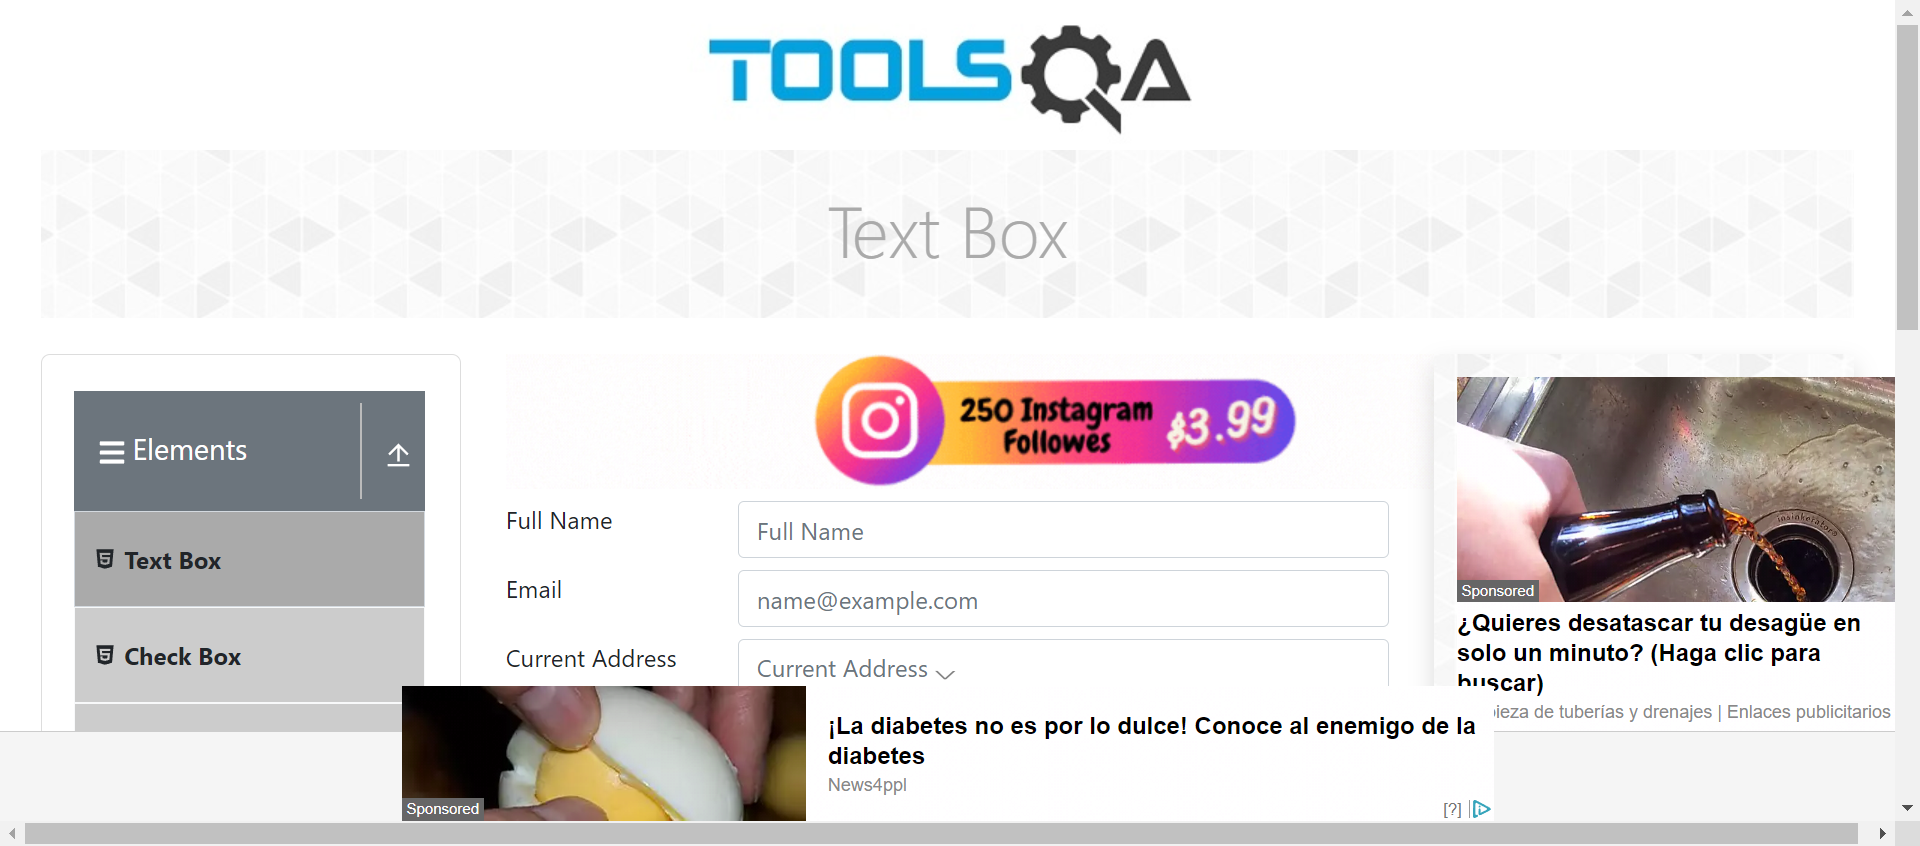 TOOLSQA
Text Box
Elements
Text Box
Check Box
250 Instagram
Followes
$3.99
Full Name
Full Name
Email
name@example.com
Current Address
Current Address
insinkerator
Sponsored
¿Quieres desatascar tu desagüe en
solo un minuto? (Haga clic para
buscar)
pieza de tuberías y drenajes | Enlaces publicitarios
Sponsored
¡La diabetes no es por lo dulce! Conoce al enemigo de la
diabetes
News4ppl
[?]